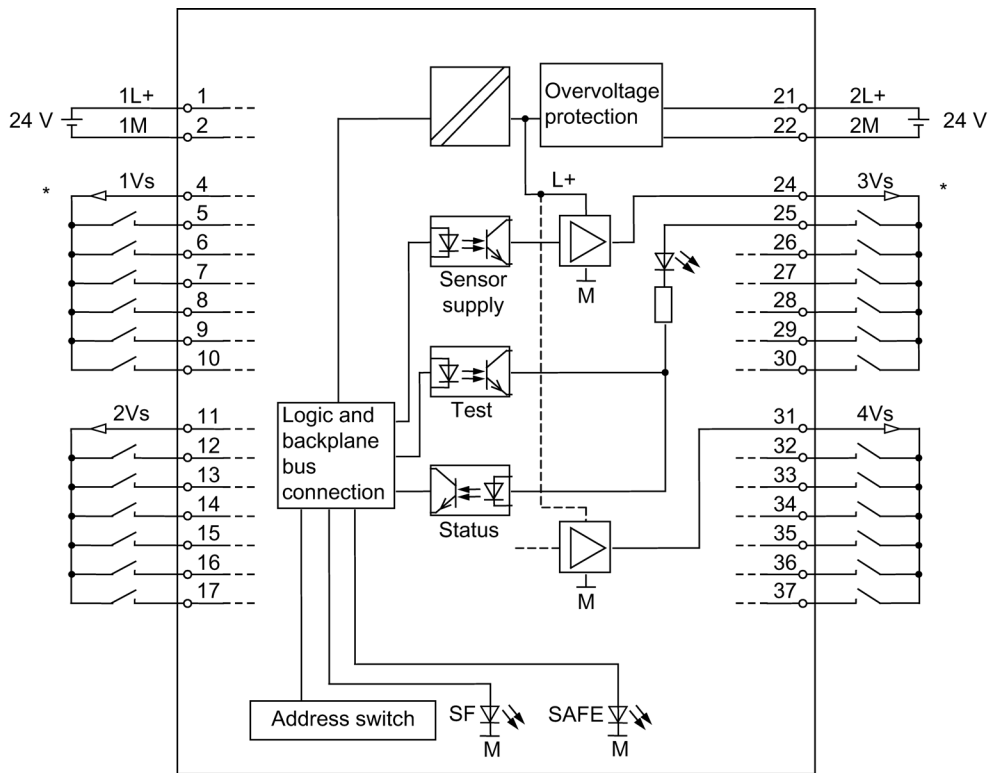 1L+ 1 21 2L+
24 V 24 V
1M 2 22 2M
Overvoltage
protection
* 1Vs 4 L+ 24 3Vs *
5 25
6 26
7 27
8 28
9 29
10 30
Sensor
supply
M
Test
2Vs 11 31 4Vs
12 32
13 33
14 34
15 35
16 36
17 37
Logic and
backplane
bus
connection
Status
M
Address switch
SF
M
SAFE
M